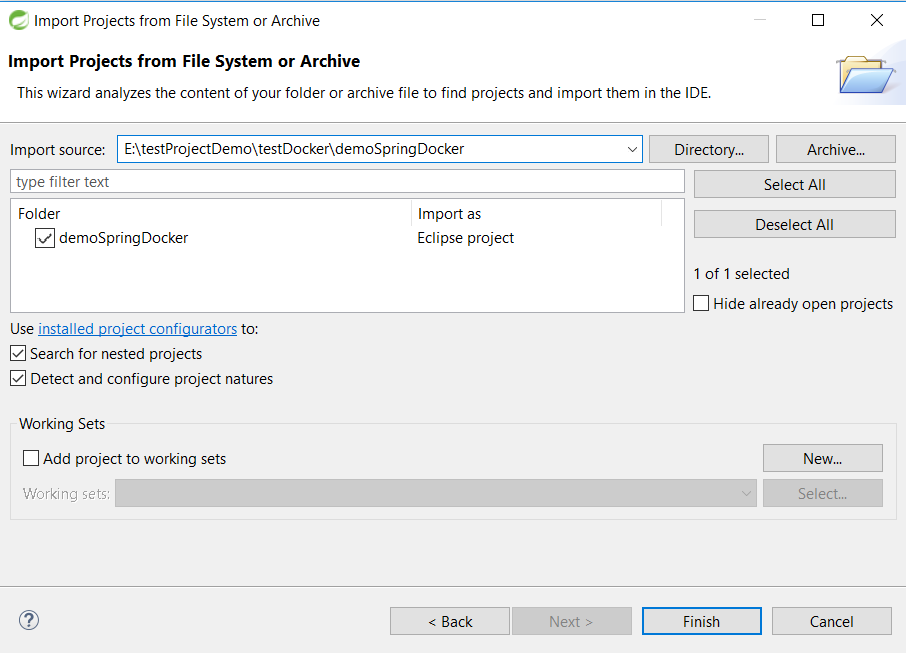 Import Projects from File System or Archive
Import Projects from File System or Archive
This wizard analyzes the content of your folder or archive file to find projects and import them in the IDE.
Import source: E:\testProjectDemo\testDocker\demoSpringDocker Directory... Archive...
type filter text Select All
Folder Import as
Deselect All
demoSpringDocker Eclipse project
1 of 1 selected
Hide already open projects
Use installed project configurators to:
Search for nested projects
Detect and configure project natures
Working Sets
Add project to working sets New...
Working sets: Select...
? < Back Next > Finish Cancel